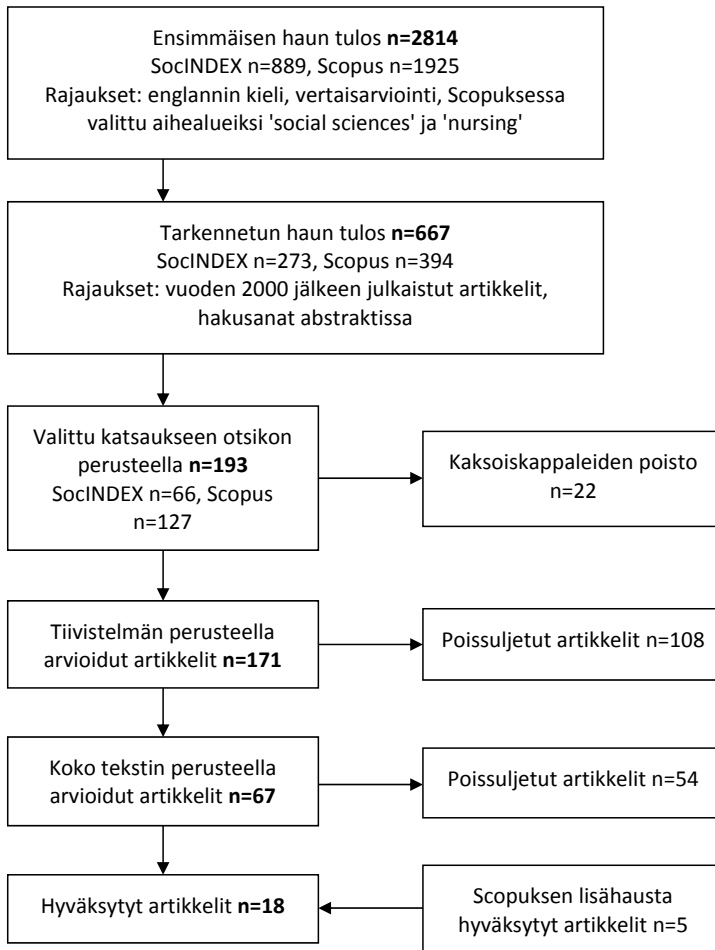 Ensimmäisen haun tulos n=2814
SocINDEX n=889, Scopus n=1925
Rajaukset: englannin kieli, vertaisarviointi, Scopuksessa
valittu aihealueiksi 'social sciences' ja 'nursing'
Tarkennetun haun tulos n=667
SocINDEX n=273, Scopus n=394
Rajaukset: vuoden 2000 jälkeen julkaistut artikkelit,
hakusanat abstraktissa
Valittu katsaukseen otsikon
perusteella n=193
SocINDEX n=66, Scopus
n=127
Kaksoiskappaleiden poisto
n=22
Tiivistelmän perusteella
arvioidut artikkelit n=171
Poissuljetut artikkelit n=108
Koko tekstin perusteella
arvioidut artikkelit n=67
Poissuljetut artikkelit n=54
Hyväksytyt artikkelit n=18
Scopuksen lisähausta
hyväksytyt artikkelit n=5